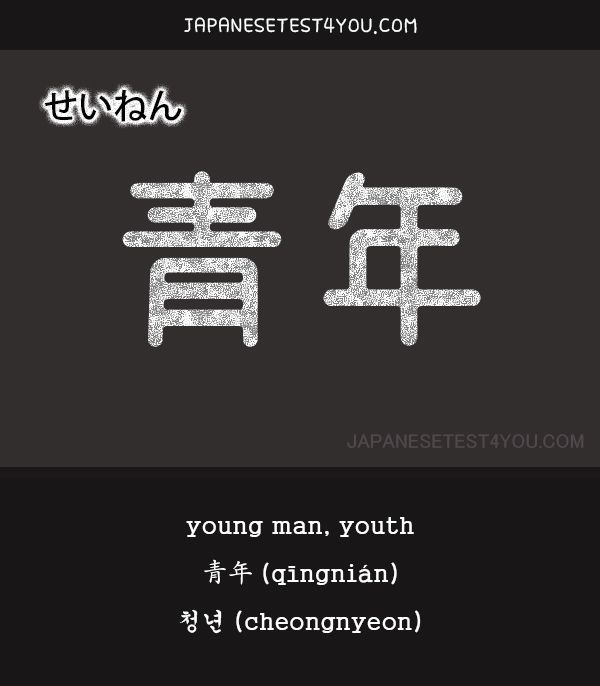 JAPANESETEST4YOU.COM
せいねん
青年
JAPANESETEST4YOU.COM
young man, youth
青年 (qīngnián)
청년 (cheongnyeon)